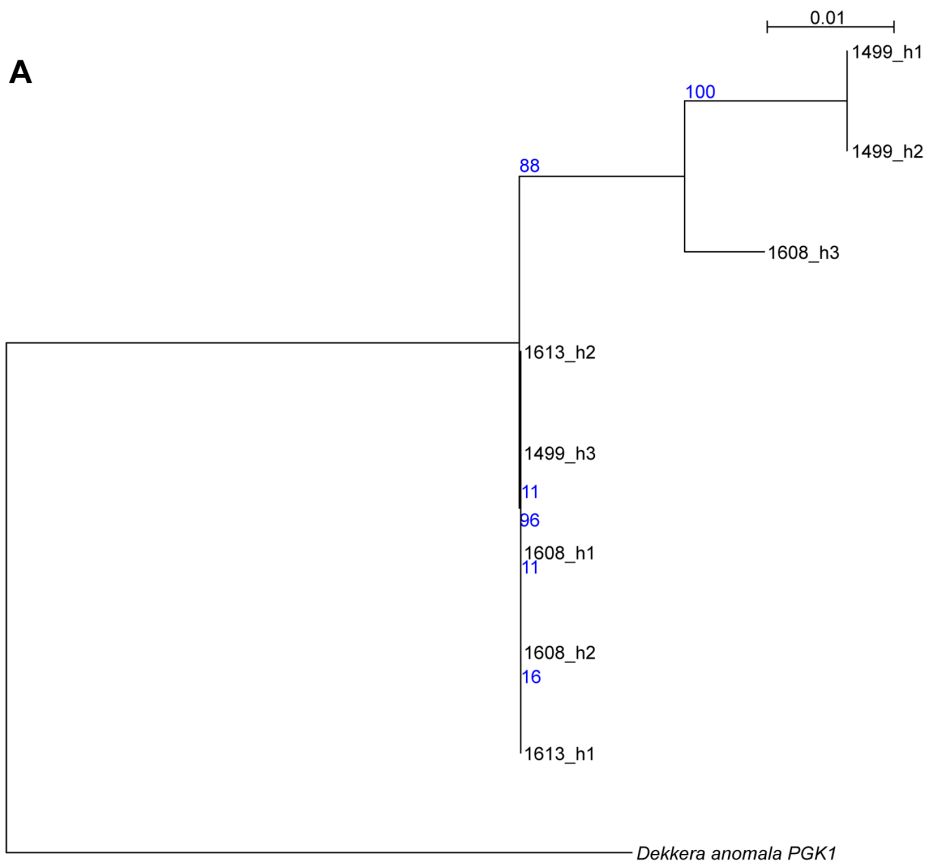 0.01
1499_h1
A
100
1499_h2
88
1608_h3
1613_h2
1499_h3
11
96
1608_h1
11
1608_h2
16
1613_h1
Dekkera anomala PGK1